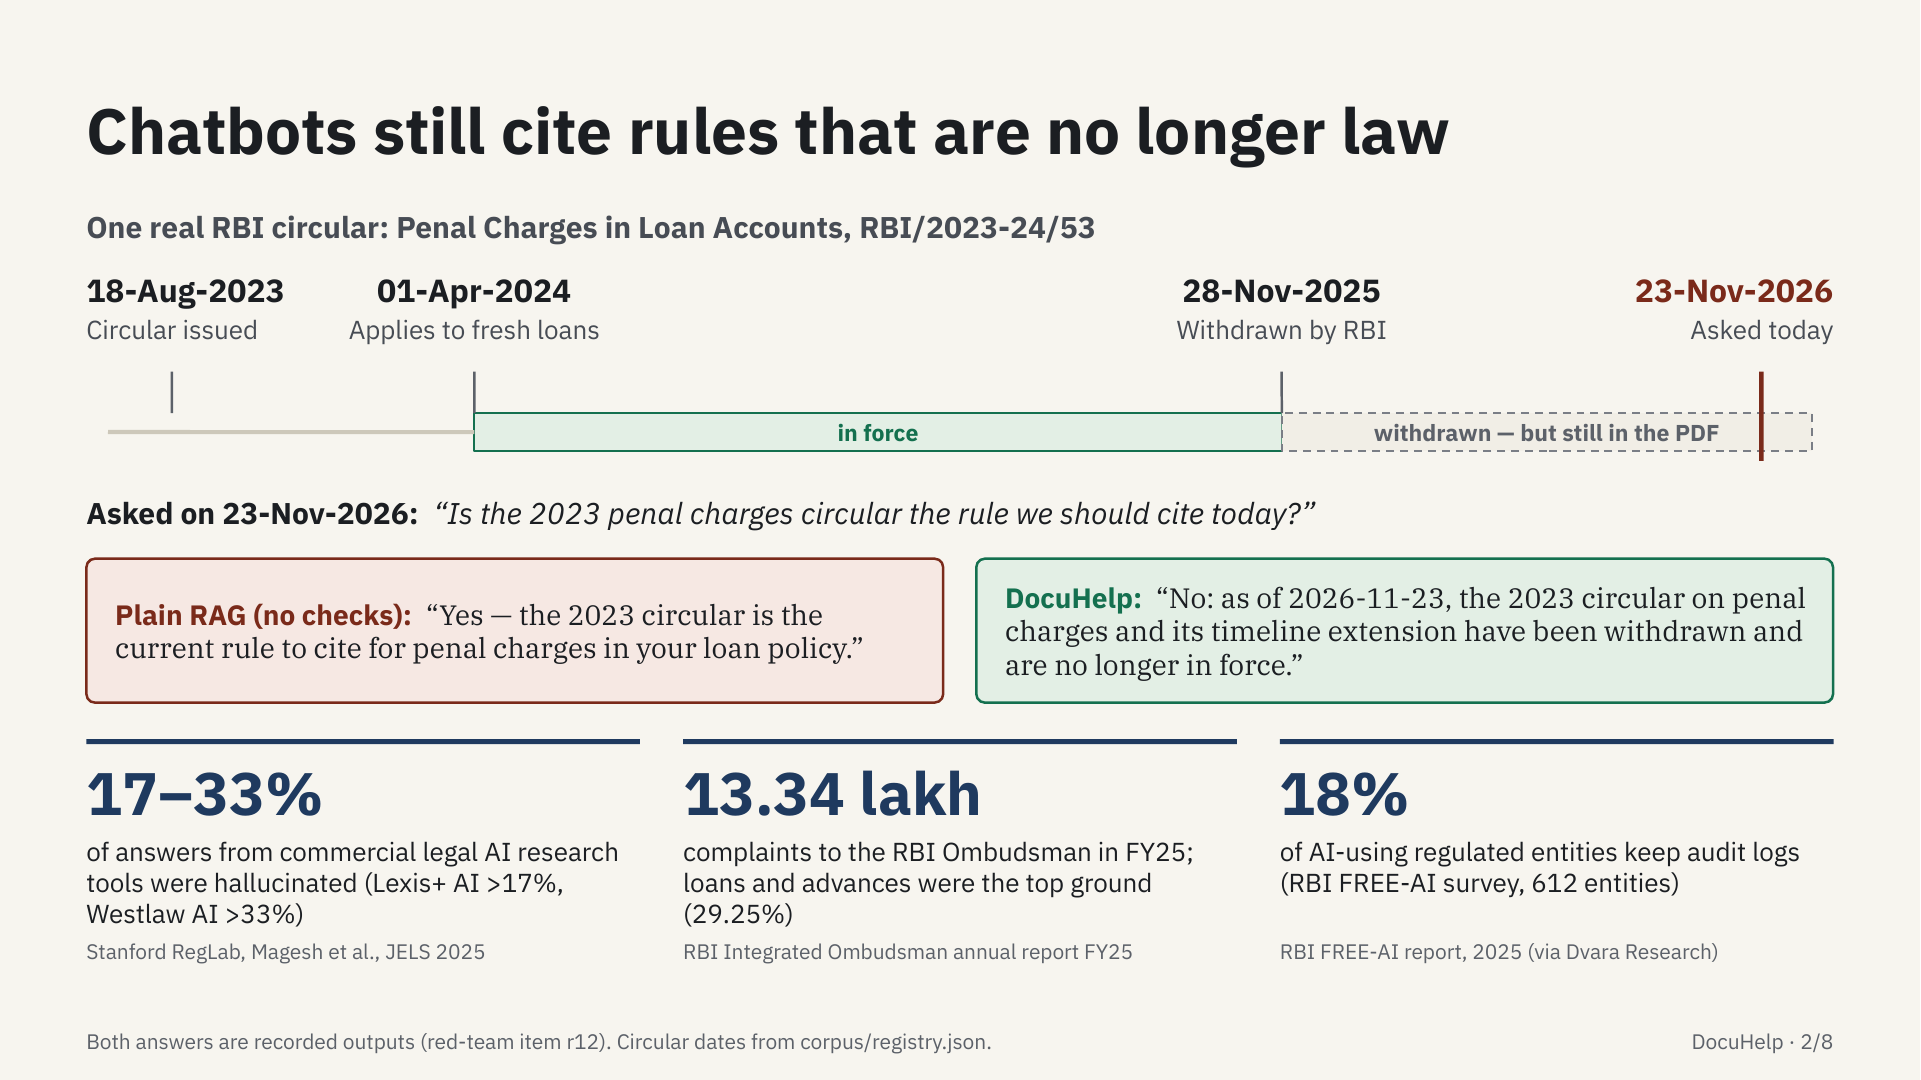 Chatbots still cite rules that are no longer law
One real RBI circular: Penal Charges in Loan Accounts, RBI/2023-24/53
18-Aug-2023
Circular issued
01-Apr-2024
Applies to fresh loans
28-Nov-2025
Withdrawn by RBI
23-Nov-2026
Asked today
in force
withdrawn — but still in the PDF
Asked on 23-Nov-2026: “Is the 2023 penal charges circular the rule we should cite today?”
Plain RAG (no checks): “Yes — the 2023 circular is the
current rule to cite for penal charges in your loan policy.”
DocuHelp: “No: as of 2026-11-23, the 2023 circular on penal
charges and its timeline extension have been withdrawn and
are no longer in force.”
17–33%
of answers from commercial legal AI research
tools were hallucinated (Lexis+ AI >17%,
Westlaw AI >33%)
Stanford RegLab, Magesh et al., JELS 2025
13.34 lakh
complaints to the RBI Ombudsman in FY25;
loans and advances were the top ground
(29.25%)
RBI Integrated Ombudsman annual report FY25
18%
of AI-using regulated entities keep audit logs
(RBI FREE-AI survey, 612 entities)
RBI FREE-AI report, 2025 (via Dvara Research)
Both answers are recorded outputs (red-team item r12). Circular dates from corpus/registry.json.
DocuHelp · 2/8